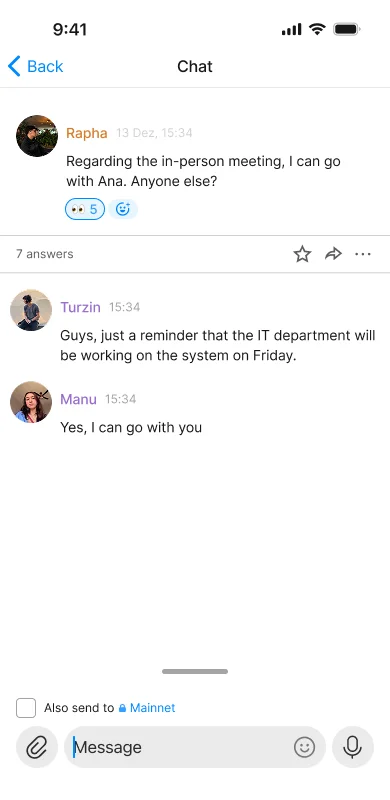 9:41
Back
Chat
Rapha 13 Dez, 15:34
Regarding the in-person meeting, I can go
with Ana. Anyone else?
👀 5
7 answers
Turzin 15:34
Guys, just a reminder that the IT department will
be working on the system on Friday.
Manu 15:34
Yes, I can go with you
Also send to Mainnet
Message